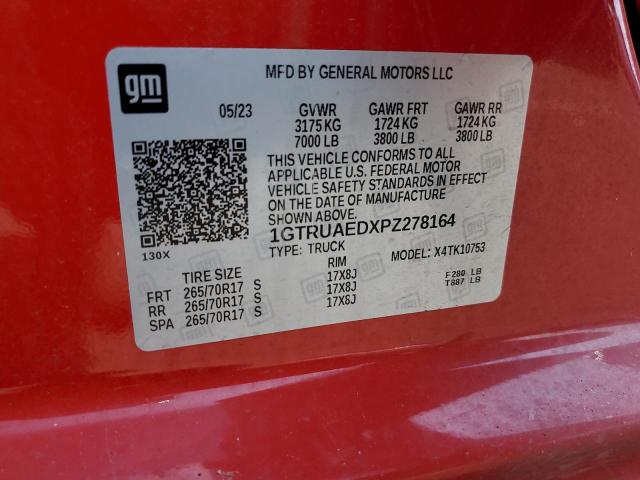 gm
MFD BY GENERAL MOTORS LLC
05/23 GVWR GAWR FRT GAWR RR
3175 KG 1724 KG 1724 KG
7000 LB 3800 LB 3800 LB
THIS VEHICLE CONFORMS TO ALL
APPLICABLE U.S. FEDERAL MOTOR
VEHICLE SAFETY STANDARDS IN EFFECT
ON THE DATE OF MANUFACTURE
SHOWN ABOVE.
1GTRUAEDXPZ278164
130X
TYPE: TRUCK MODEL: X4TK10753
TIRE SIZE RIM
FRT 265/70R17 S 17X8J F280 LB
RR 265/70R17 S 17X8J T887 LB
SPA 265/70R17 S 17X8J